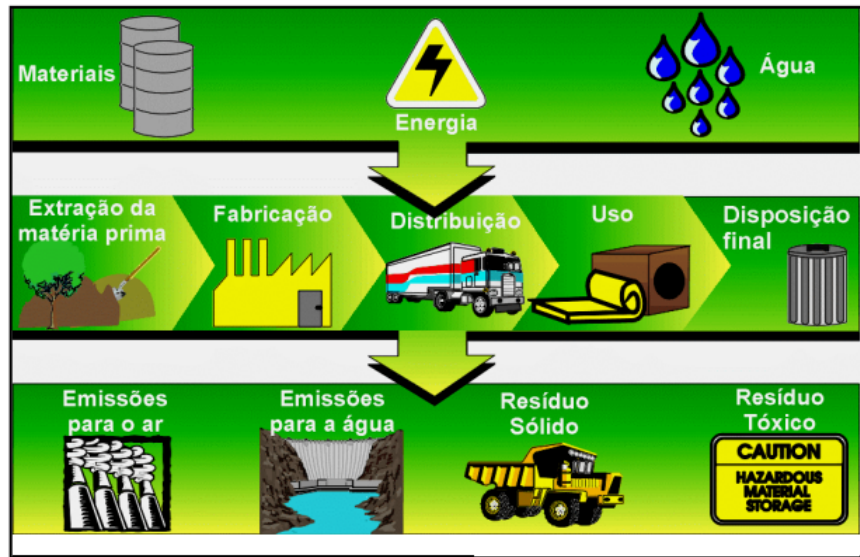 Materiais
Energia
Água
Extração da
matéria prima
Fabricação
Distribuição
Uso
Disposição
final
Emissões
para o ar
Emissões
para a água
Resíduo
Sólido
Resíduo
Tóxico
CAUTION
HAZARDOUS
MATERIAL
STORAGE